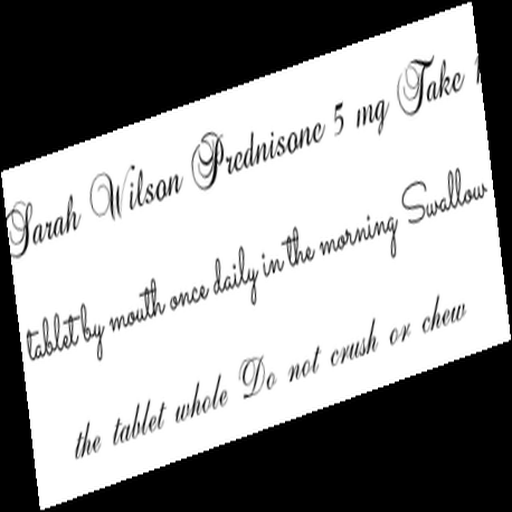 Sarah Wilson Prednisone 5 mg Take 1
tablet by mouth once daily in the morning Swallow
the tablet whole Do not crush or chew